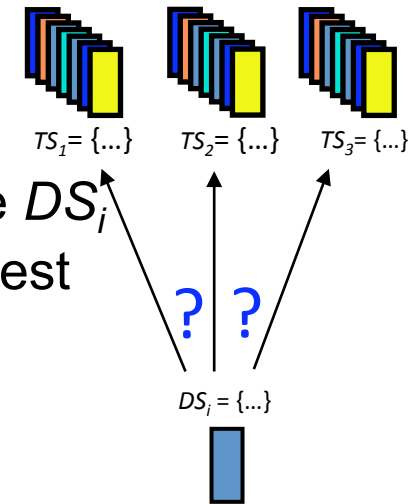 TS₁= {...} TS₂= {...} TS₃= {...}
e DSᵢ
est
? ?
DSᵢ = {...}